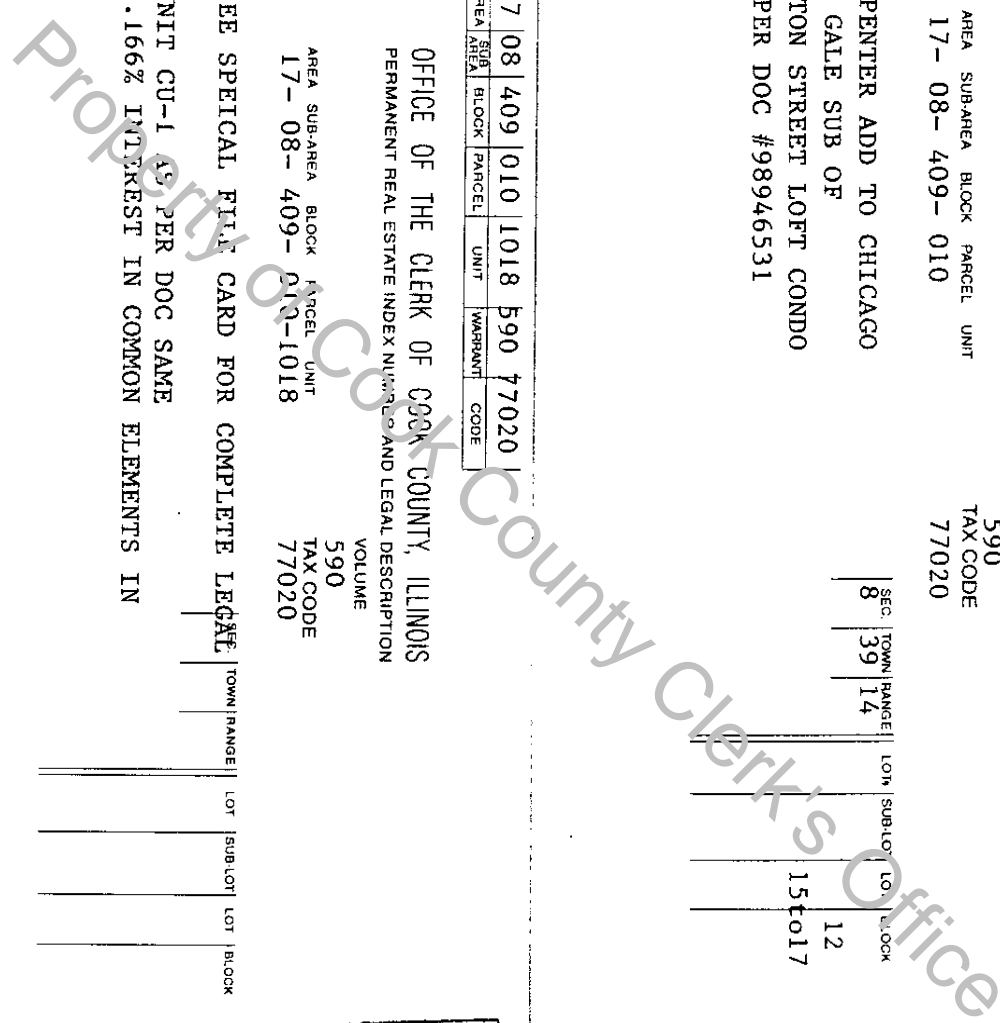 AREA SUB-AREA BLOCK PARCEL UNIT
17- 08- 409- 010
590
TAX CODE
77020
SEC. TOWN RANGE LOT SUB-LOT LOT BLOCK
8 39 14
PENTER ADD TO CHICAGO
GALE SUB OF 12
TON STREET LOFT CONDO 15to17
PER DOC #98946531
7 08 409 010 1018 590 77020
REA SUB AREA BLOCK PARCEL UNIT WARRANT CODE
OFFICE OF THE CLERK OF COOK COUNTY, ILLINOIS
PERMANENT REAL ESTATE INDEX NUMBER AND LEGAL DESCRIPTION
VOLUME
590
AREA SUB-AREA BLOCK PARCEL UNIT
TAX CODE
17- 08- 409- 010-1018
77020
EE SPEICAL FILE CARD FOR COMPLETE LEGAL
SEC. TOWN RANGE LOT SUB-LOT LOT BLOCK
NIT CU-1 AS PER DOC SAME
.166% INTEREST IN COMMON ELEMENTS IN
Property of Cook County Clerk's Office